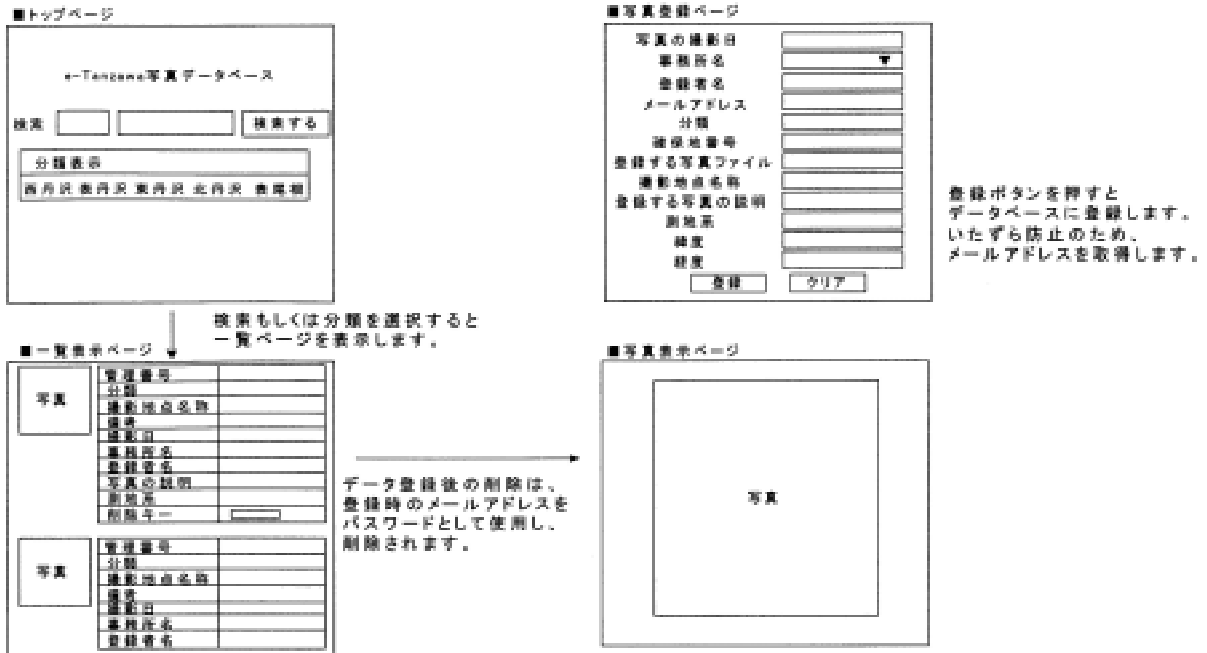 ■トップページ
e-Tanzawa写真データベース
検索
検索する
分類表示
西丹沢 表丹沢 東丹沢 北丹沢 表尾根
検索もしくは分類を選択すると
一覧ページを表示します。
■一覧表示ページ
写真
管理番号
分類
撮影地点名称
備考
撮影日
事務所名
登録者名
写真の説明
測地系
削除キー
写真
管理番号
分類
撮影地点名称
備考
撮影日
事務所名
登録者名
データ登録後の削除は、
登録時のメールアドレスを
パスワードとして使用し、
削除されます。
■写真登録ページ
写真の撮影日
事務所名 ▼
登録者名
メールアドレス
分類
確保地番号
登録する写真ファイル
撮影地点名称
登録する写真の説明
測地系
緯度
経度
登録 クリア
登録ボタンを押すと
データベースに登録します。
いたずら防止のため、
メールアドレスを取得します。
■写真表示ページ
写真